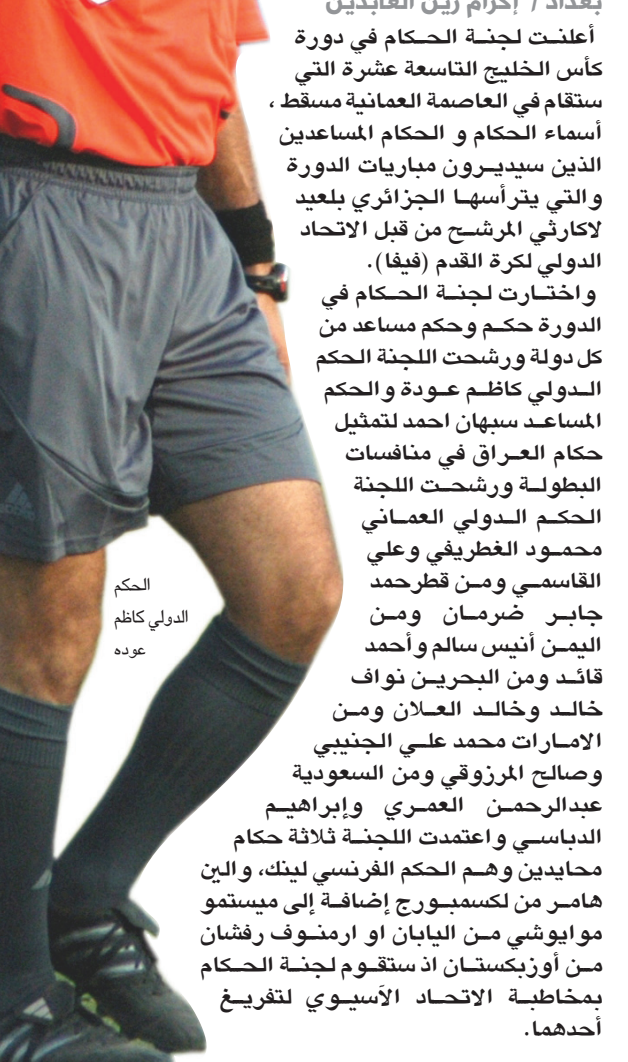 بغداد / إكرام زين العابدين
أعلنت لجنة الحكام في دورة
كأس الخليج التاسعة عشرة التي
ستقام في العاصمة العمانية مسقط ،
أسماء الحكام و الحكام المساعدين
الذين سيديرون مباريات الدورة
والتي يترأسها الجزائري بلعيد
لاكارثي المرشح من قبل الاتحاد
الدولي لكرة القدم (فيفا).
واختارت لجنة الحكام في
الدورة حكم وحكم مساعد من
كل دولة ورشحت اللجنة الحكم
الدولي كاظم عودة والحكم
المساعد سبهان احمد لتمثيل
حكام العراق في منافسات
البطولة ورشحت اللجنة
الحكم الدولي العماني
محمود الغطريفي وعلي
القاسمي ومن قطرحمد
جابر ضرمان ومن
اليمن أنيس سالم وأحمد
قائد ومن البحرين نواف
خالد وخالد العلان ومن
الامارات محمد علي الجنيبي
وصالح المرزوقي ومن السعودية
عبدالرحمن العمري وإبراهيم
الدباسي واعتمدت اللجنة ثلاثة حكام
محايدين وهم الحكم الفرنسي لينك، والين
هامر من لكسمبورج إضافة إلى ميستمو
موايوشي من اليابان او ارمنوف رفشان
من أوزبكستان اذ ستقوم لجنة الحكام
بمخاطبة الاتحاد الآسيوي لتفريغ
أحدهما.
الحكم
الدولي كاظم
عوده